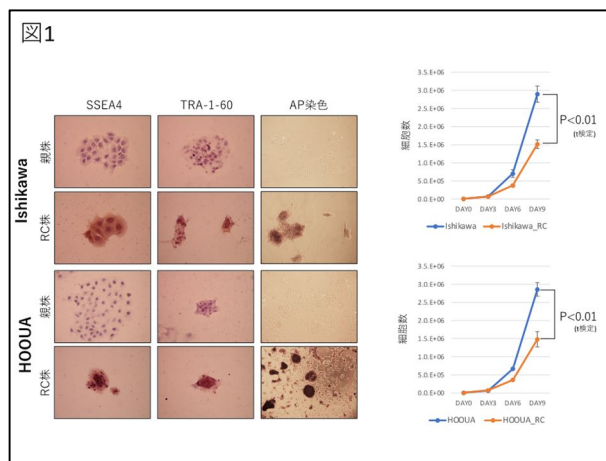 図1
SSEA4 TRA-1-60 AP染色
Ishikawa
親株
RC株
HOOUA
親株
RC株
細胞数
3.5.E+06
3.0.E+06
2.5.E+06
2.0.E+06
1.5.E+06
1.0.E+06
5.0.E+05
0.0.E+00
DAY0 DAY3 DAY6 DAY9
Ishikawa Ishikawa_RC
P<0.01
(t検定)
細胞数
3.5.E+06
3.0.E+06
2.5.E+06
2.0.E+06
1.5.E+06
1.0.E+06
5.0.E+05
0.0.E+00
DAY0 DAY3 DAY6 DAY9
HOOUA HOOUA_RC
P<0.01
(t検定)